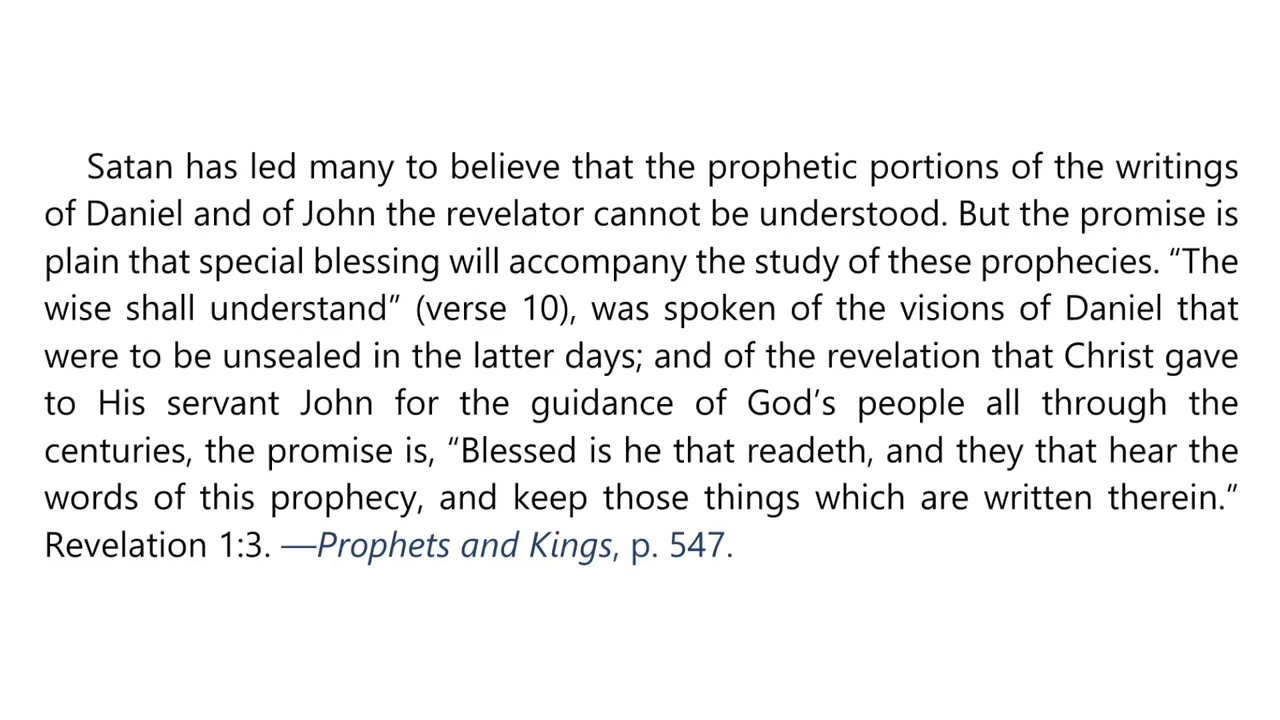 Satan has led many to believe that the prophetic portions of the writings
of Daniel and of John the revelator cannot be understood. But the promise is
plain that special blessing will accompany the study of these prophecies. “The
wise shall understand” (verse 10), was spoken of the visions of Daniel that
were to be unsealed in the latter days; and of the revelation that Christ gave
to His servant John for the guidance of God’s people all through the
centuries, the promise is, “Blessed is he that readeth, and they that hear the
words of this prophecy, and keep those things which are written therein.”
Revelation 1:3. —Prophets and Kings, p. 547.